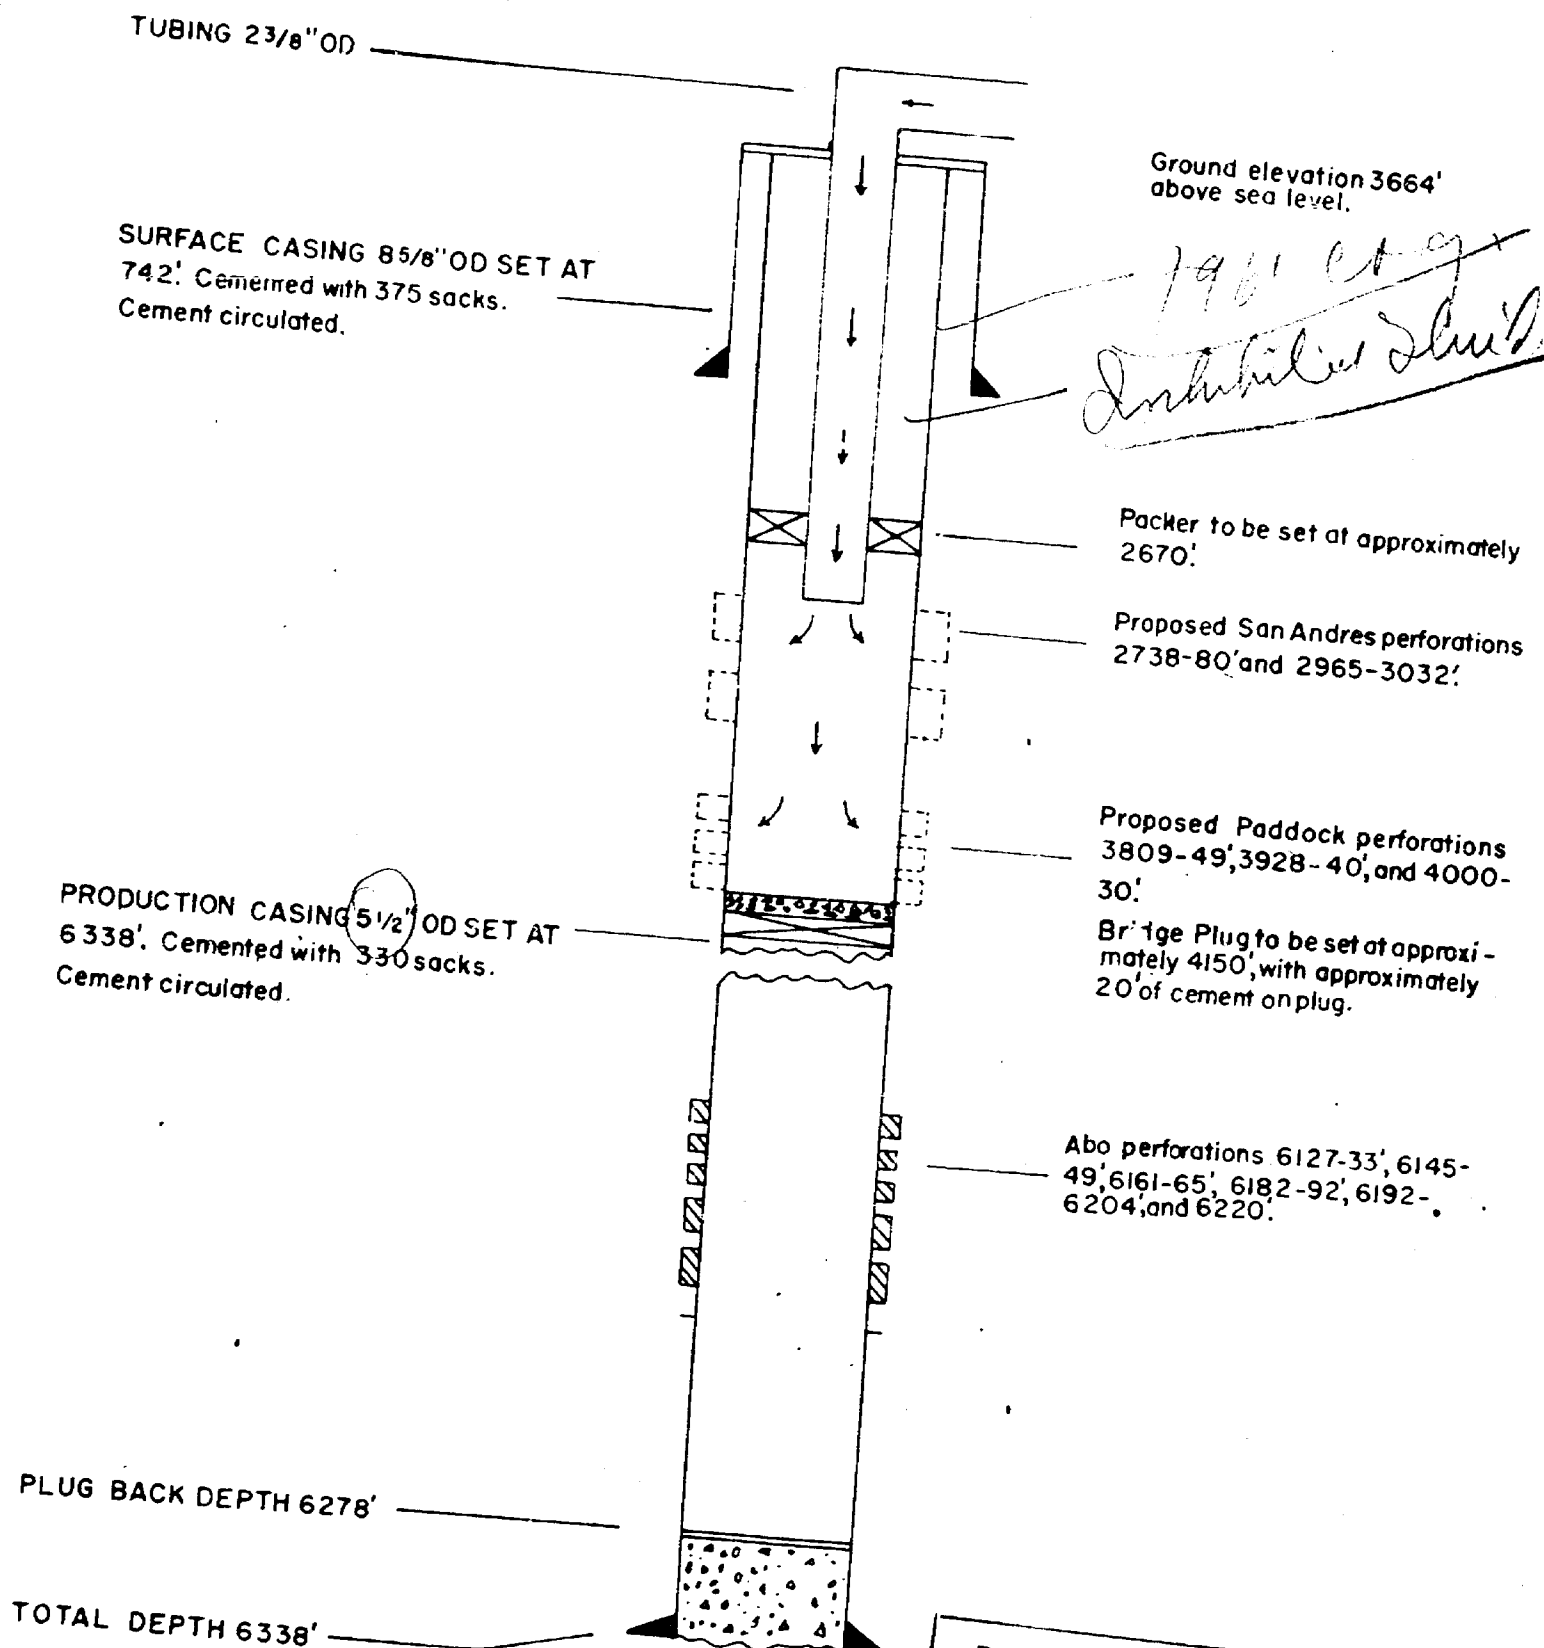 TUBING 2 3/8" OD
Ground elevation 3664'
above sea level.
SURFACE CASING 8 5/8" OD SET AT
742'. Cemented with 375 sacks.
Cement circulated.
Packer to be set at approximately
2670'.
Proposed San Andres perforations
2738-80' and 2965-3032'.
Proposed Paddock perforations
3809-49', 3928-40', and 4000-
30'.
PRODUCTION CASING 5 1/2" OD SET AT
6338'. Cemented with 330 sacks.
Cement circulated.
Bridge Plug to be set at approxi-
mately 4150', with approximately
20' of cement on plug.
Abo perforations 6127-33', 6145-
49', 6161-65', 6182-92', 6192-
6204', and 6220'.
PLUG BACK DEPTH 6278'
TOTAL DEPTH 6338'